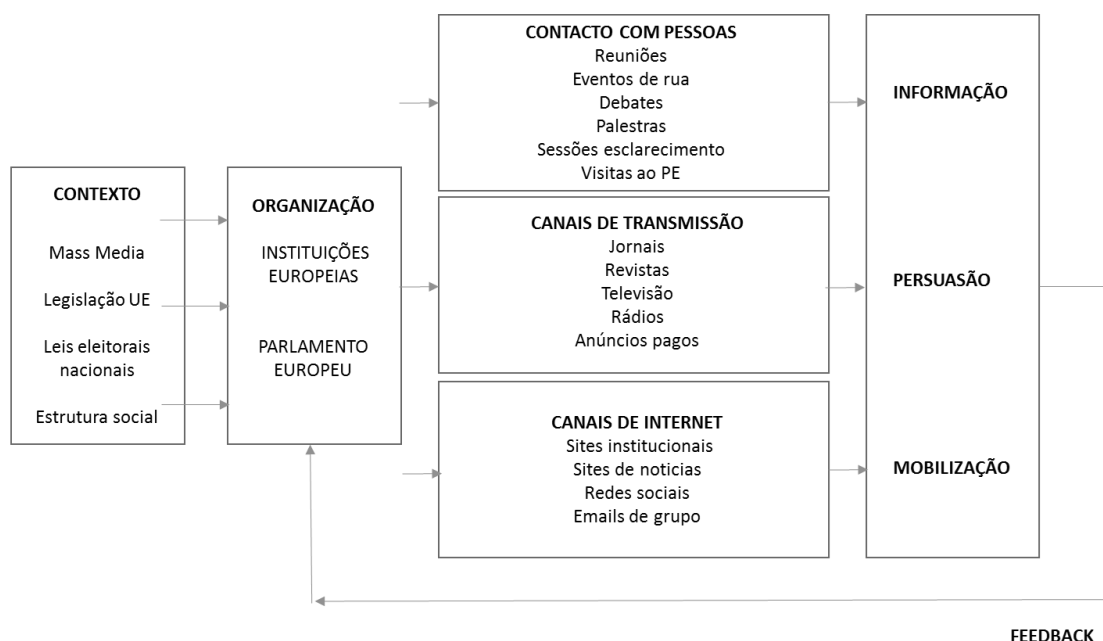 CONTEXTO
Mass Media
Legislação UE
Leis eleitorais
nacionais
Estrutura social
ORGANIZAÇÃO
INSTITUIÇÕES
EUROPEIAS
PARLAMENTO
EUROPEU
CONTACTO COM PESSOAS
Reuniões
Eventos de rua
Debates
Palestras
Sessões esclarecimento
Visitas ao PE
CANAIS DE TRANSMISSÃO
Jornais
Revistas
Televisão
Rádios
Anúncios pagos
CANAIS DE INTERNET
Sites institucionais
Sites de noticias
Redes sociais
Emails de grupo
INFORMAÇÃO
PERSUASÃO
MOBILIZAÇÃO
FEEDBACK